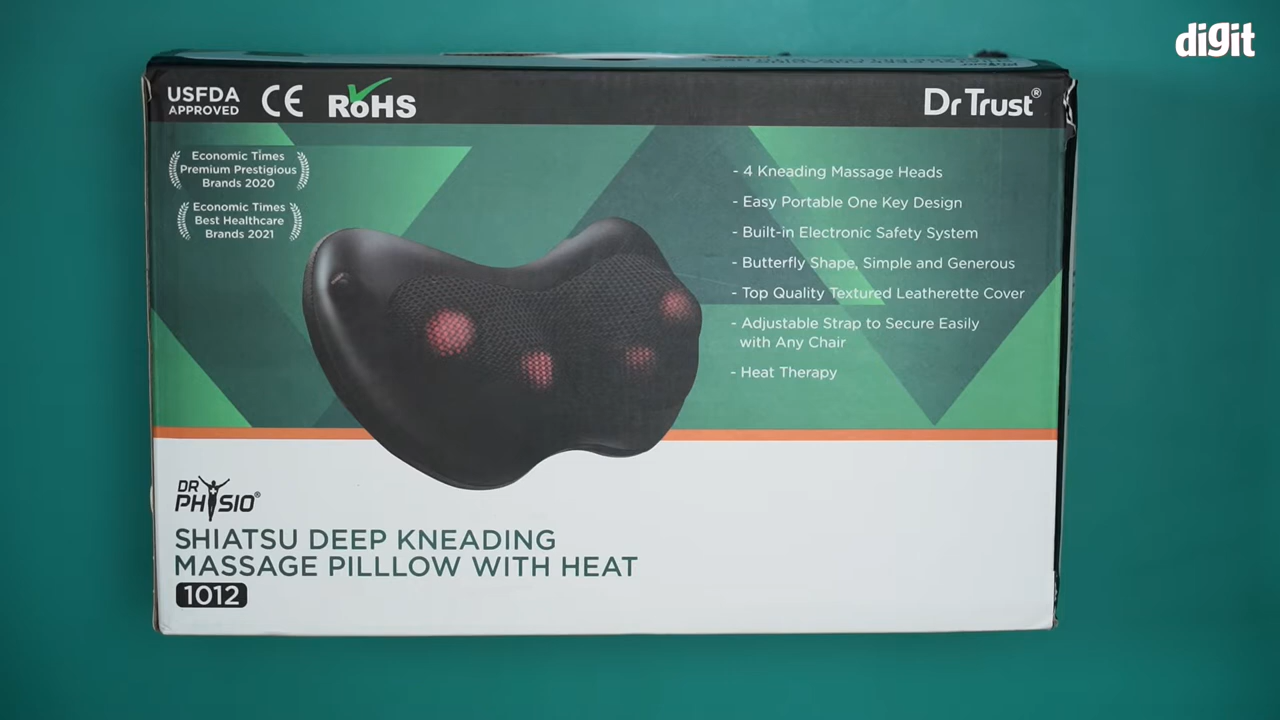 digit
USFDA
APPROVED
CE
RoHS
Dr Trust®
Economic Times
Premium Prestigious
Brands 2020
Economic Times
Best Healthcare
Brands 2021
- 4 Kneading Massage Heads
- Easy Portable One Key Design
- Built-in Electronic Safety System
- Butterfly Shape, Simple and Generous
- Top Quality Textured Leatherette Cover
- Adjustable Strap to Secure Easily
with Any Chair
- Heat Therapy
DR
PHYSIO®
SHIATSU DEEP KNEADING
MASSAGE PILLLOW WITH HEAT
1012